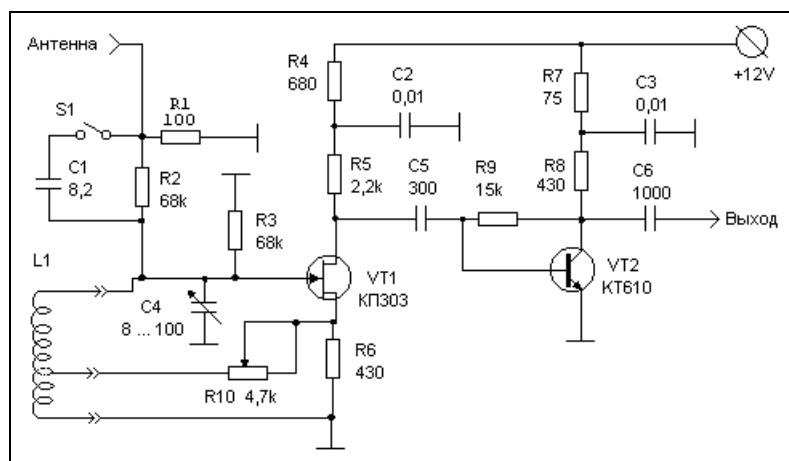 Антенна
S1
R1
100
C1
8,2
R2
68k
R3
68k
L1
C4
8 ... 100
R10 4,7k
R4
680
C2
0,01
R5
2,2k
C5
300
R9
15k
VT1
КП303
R6
430
+12V
R7
75
C3
0,01
R8
430
C6
1000
Выход
VT2
КТ610